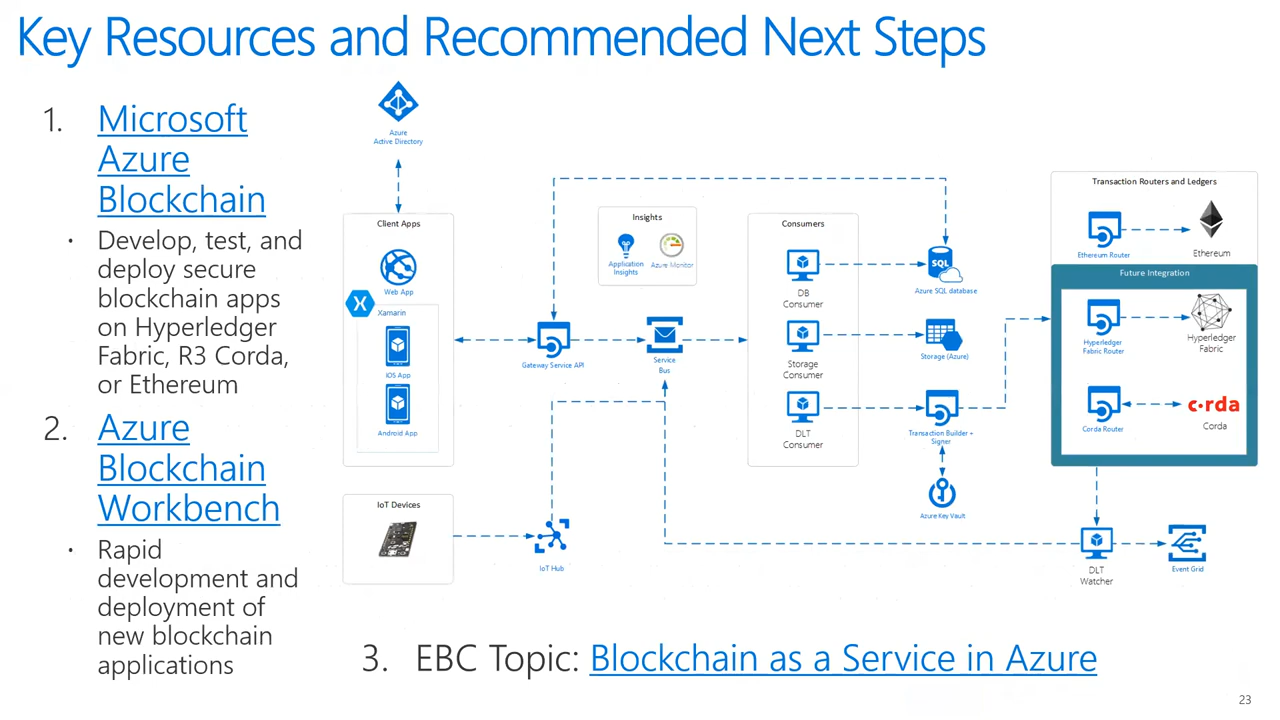 Key Resources and Recommended Next Steps
1. Microsoft
Azure
Blockchain
· Develop, test, and
deploy secure
blockchain apps
on Hyperledger
Fabric, R3 Corda,
or Ethereum
2. Azure
Blockchain
Workbench
· Rapid
development and
deployment of
new blockchain
applications
Azure
Active Directory
Client Apps
Web App
Xamarin
iOS App
Android App
IoT Devices
IoT Hub
Gateway Service API
Insights
Application
Insights
Azure Monitor
Service
Bus
Consumers
DB
Consumer
Storage
Consumer
DLT
Consumer
SQL
Azure SQL database
Storage (Azure)
Transaction Builder +
Signer
Azure Key Vault
Transaction Routers and Ledgers
Ethereum Router
Ethereum
Future Integration
Hyperledger
Fabric Router
Hyperledger
Fabric
Corda Router
c·rda
Corda
DLT
Watcher
Event Grid
3. EBC Topic: Blockchain as a Service in Azure
23